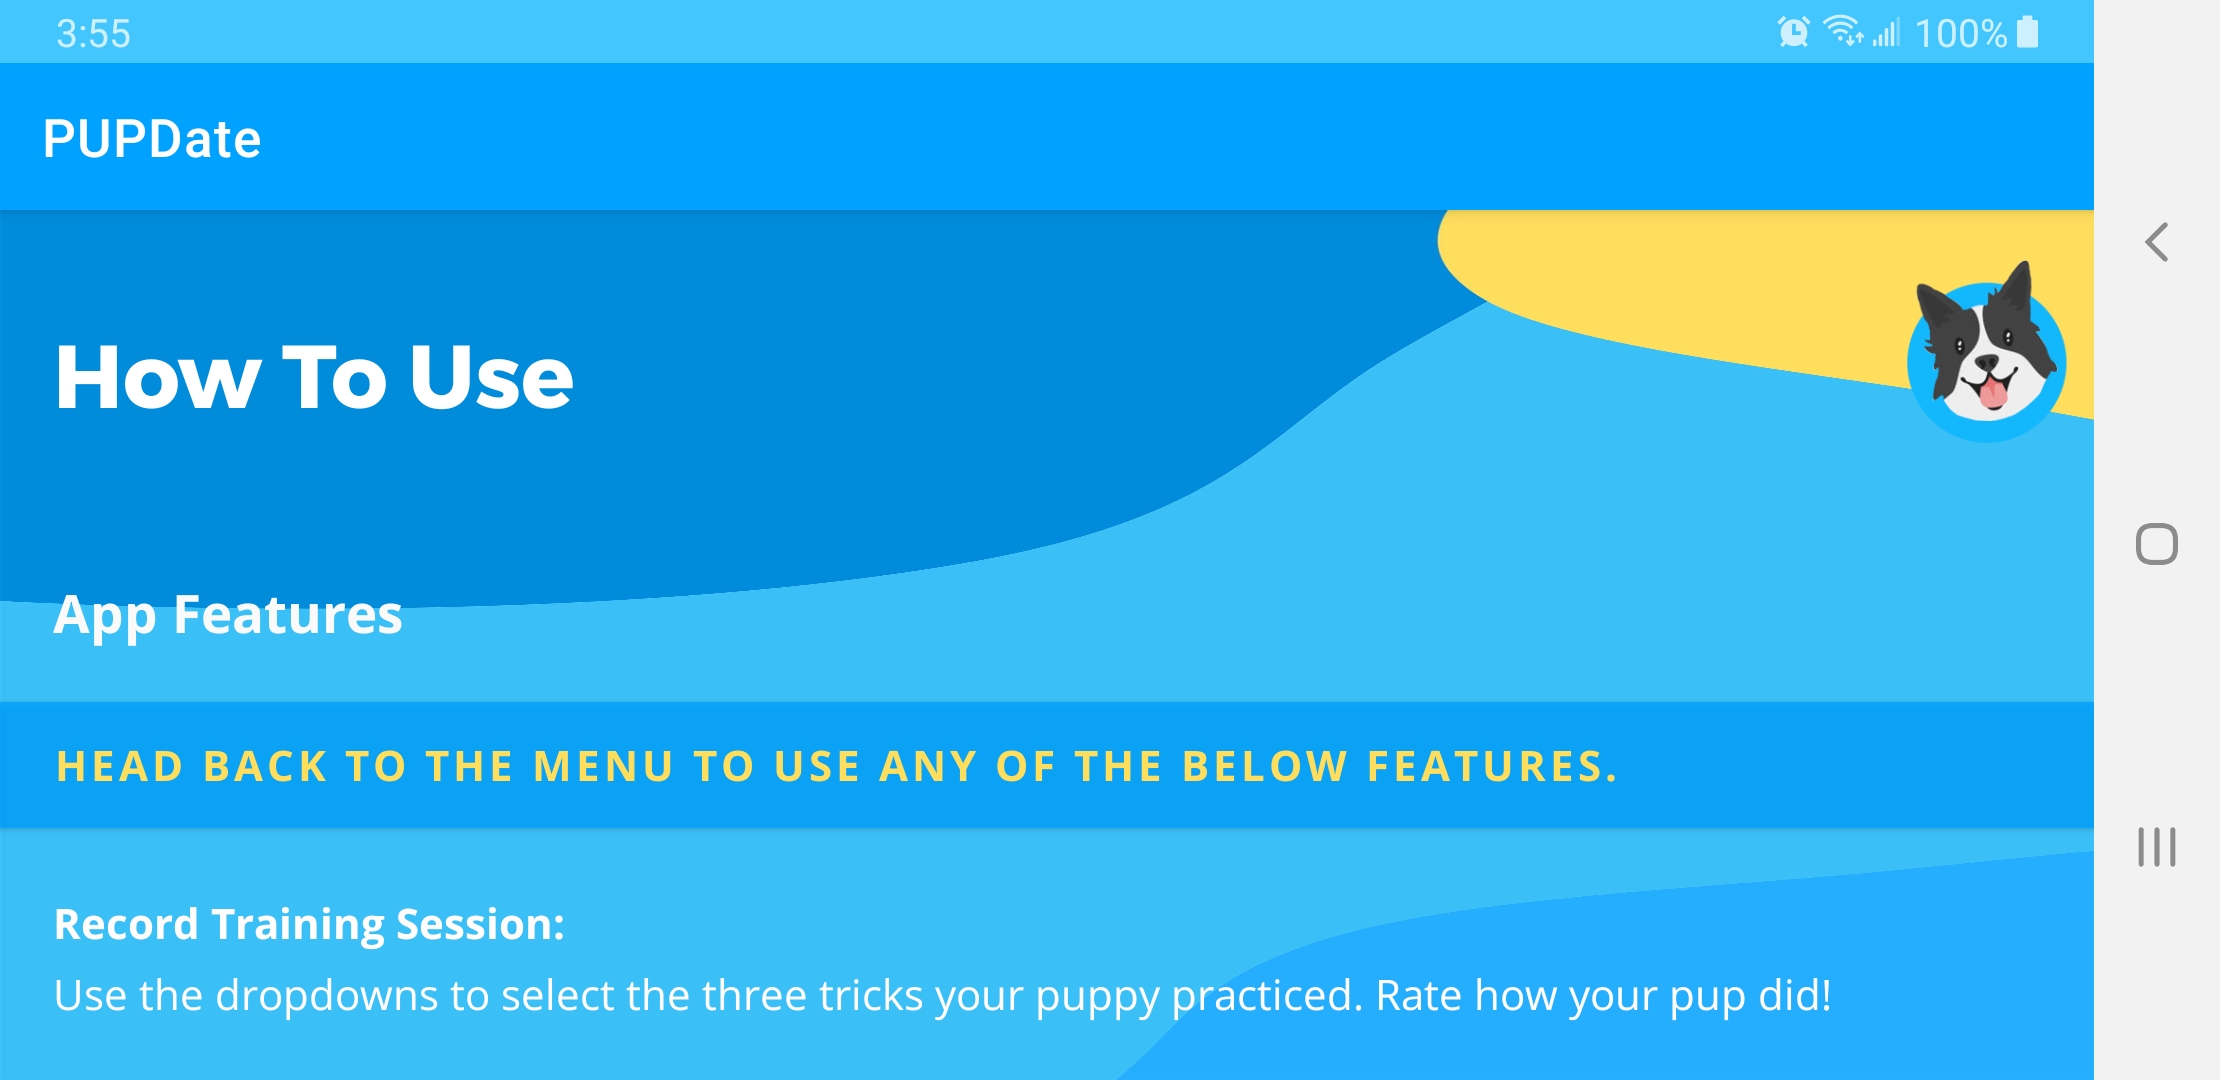 3:55
100%
PUPDate
How To Use
App Features
HEAD BACK TO THE MENU TO USE ANY OF THE BELOW FEATURES.
Record Training Session:
Use the dropdowns to select the three tricks your puppy practiced. Rate how your pup did!